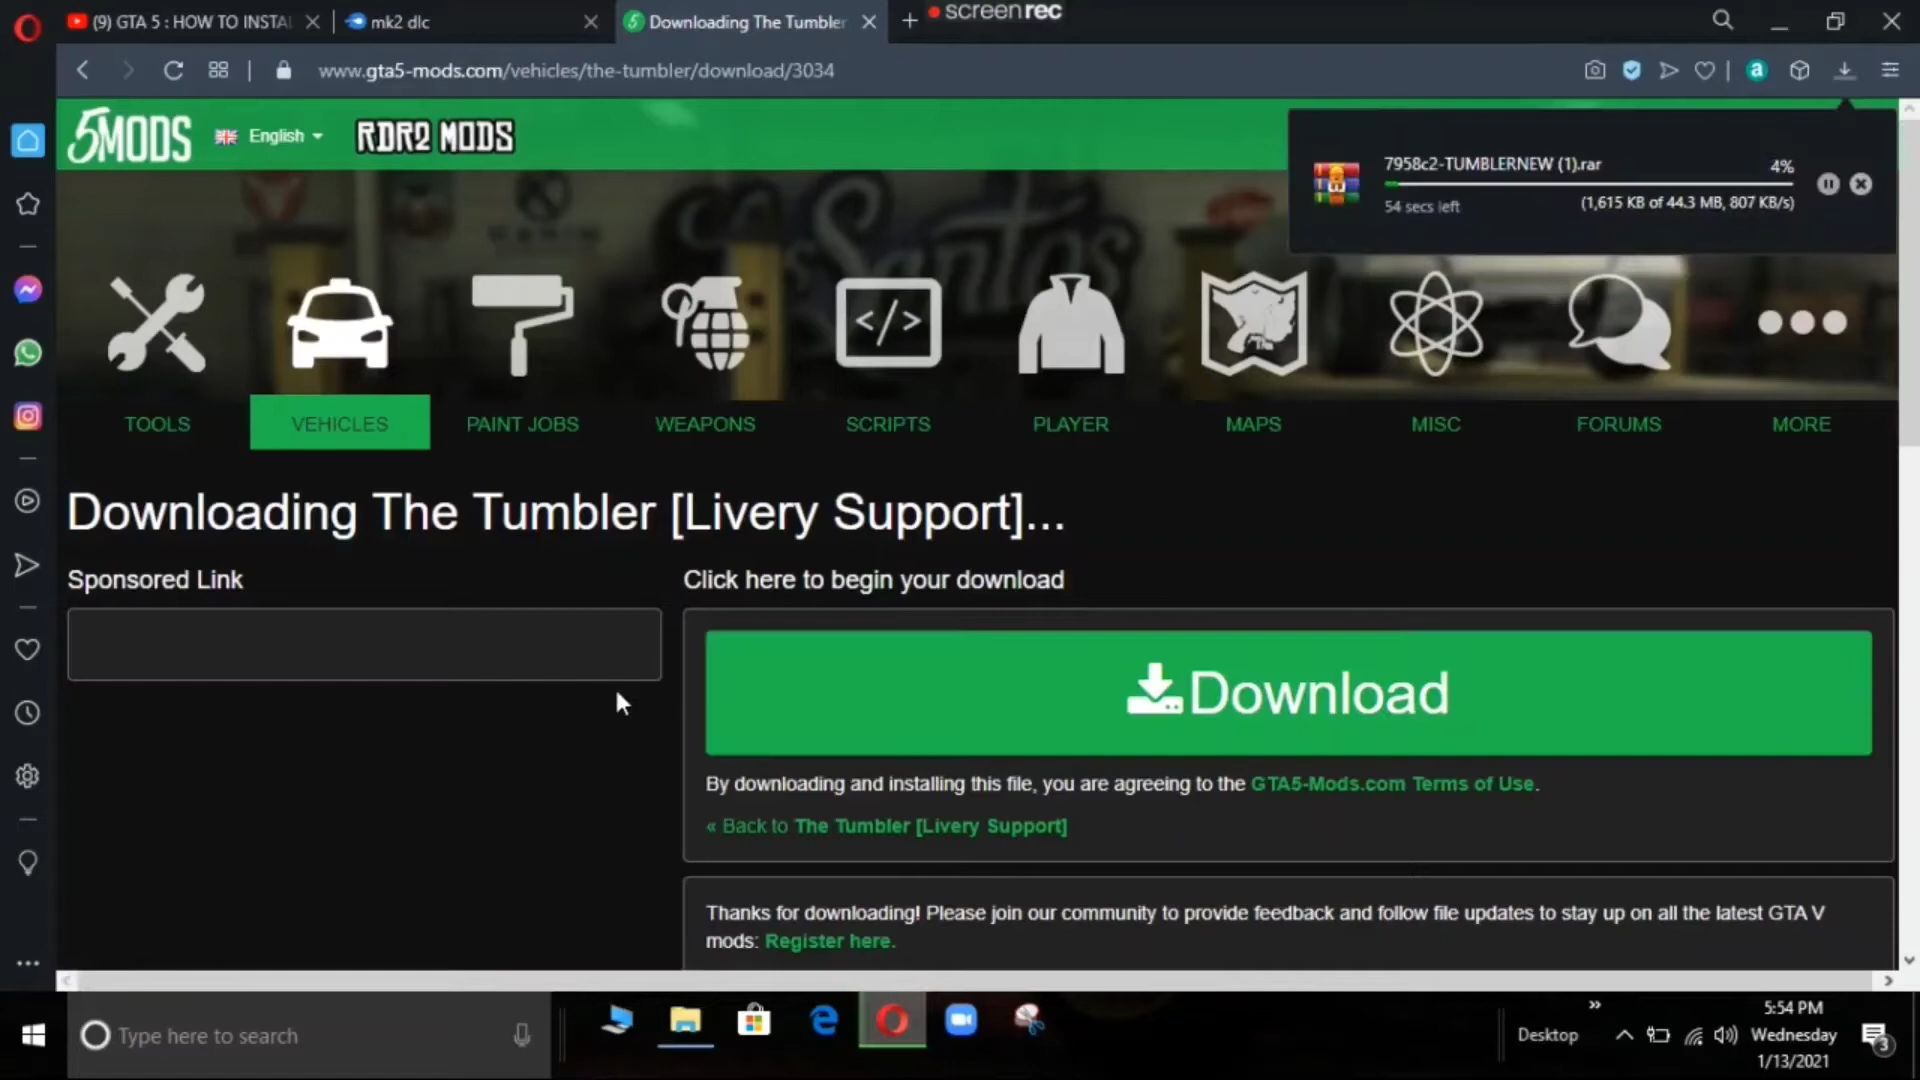 (9) GTA 5 : HOW TO INSTAL
mk2 dlc
Downloading The Tumbler
screenrec
www.gta5-mods.com/vehicles/the-tumbler/download/3034
5MODS
English
RDR2 MODS
7958c2-TUMBLERNEW (1).rar
4%
54 secs left
(1,615 KB of 44.3 MB, 807 KB/s)
Los Santos
TOOLS
VEHICLES
PAINT JOBS
WEAPONS
SCRIPTS
PLAYER
MAPS
MISC
FORUMS
MORE
Downloading The Tumbler [Livery Support]...
Sponsored Link
Click here to begin your download
Download
By downloading and installing this file, you are agreeing to the GTA5-Mods.com Terms of Use.
« Back to The Tumbler [Livery Support]
Thanks for downloading! Please join our community to provide feedback and follow file updates to stay up on all the latest GTA V
mods: Register here.
Type here to search
Desktop
5:54 PM
Wednesday
1/13/2021
3